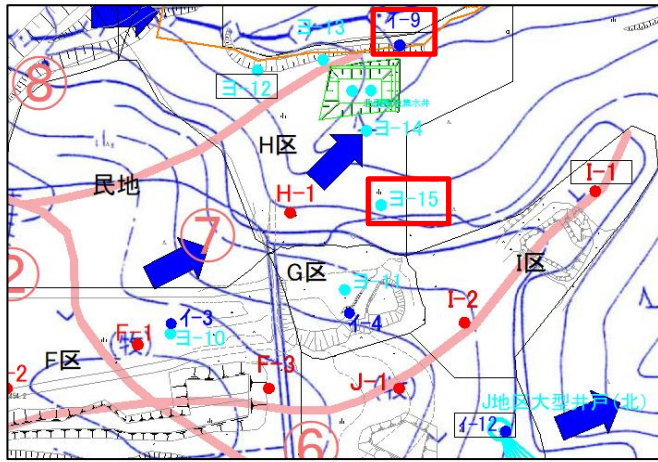 イ-9
ヨ-13
ヨ-12
⑧
ヨ-14
H区
民地
I-1
ヨ-15
H-1
⑦
I区
G区
ヨ-11
I-2
イ-3
イ-4
F-1
(牧)
ヨ-10
②
F区
F-3
J-1
(牧)
-2
J地区大型井戸(北)
イ-12
⑥